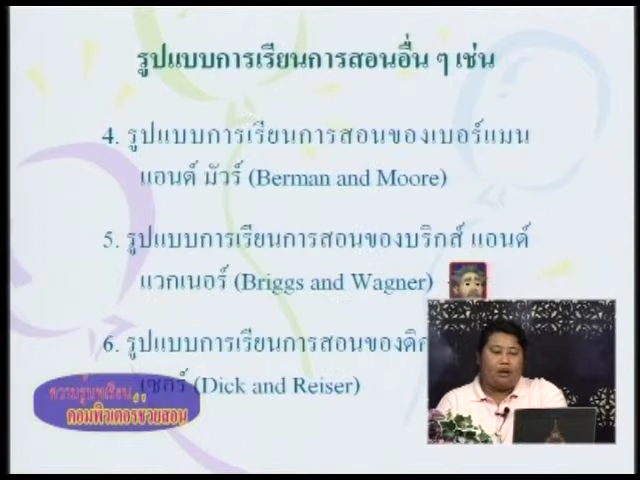 รูปแบบการเรียนการสอนอื่น ๆ เช่น
4. รูปแบบการเรียนการสอนของเบอร์แมน
แอนด์ มัวร์ (Berman and Moore)
5. รูปแบบการเรียนการสอนของบริกส์ แอนด์
แวกเนอร์ (Briggs and Wagner)
6. รูปแบบการเรียนการสอนของดิค
เซอร์ (Dick and Reiser)
ความรู้บทเรียน
คอมพิวเตอร์ช่วยสอน